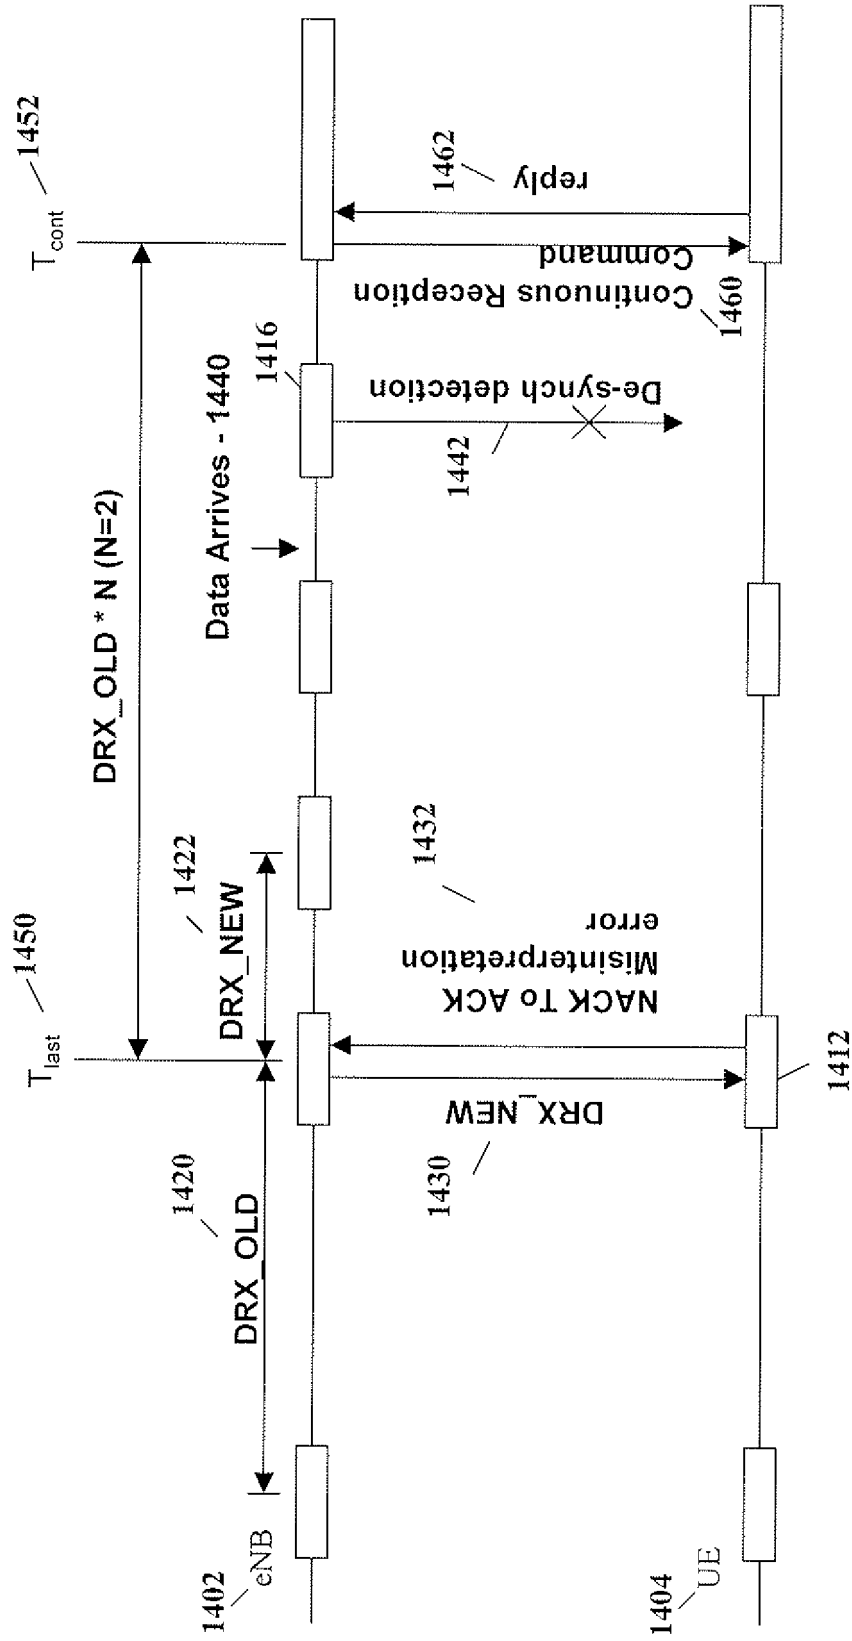 1450
T_last
T_cont
1452
DRX_OLD * N (N=2)
1420
DRX_OLD
1422
DRX_NEW
Data Arrives - 1440
1416
1402
eNB
1430
DRX_NEW
NACK To ACK
Misinterpretation
error
1432
1442
De-synch detection
Continuous Reception
Command
1460
1462
reply
1404
UE
1412